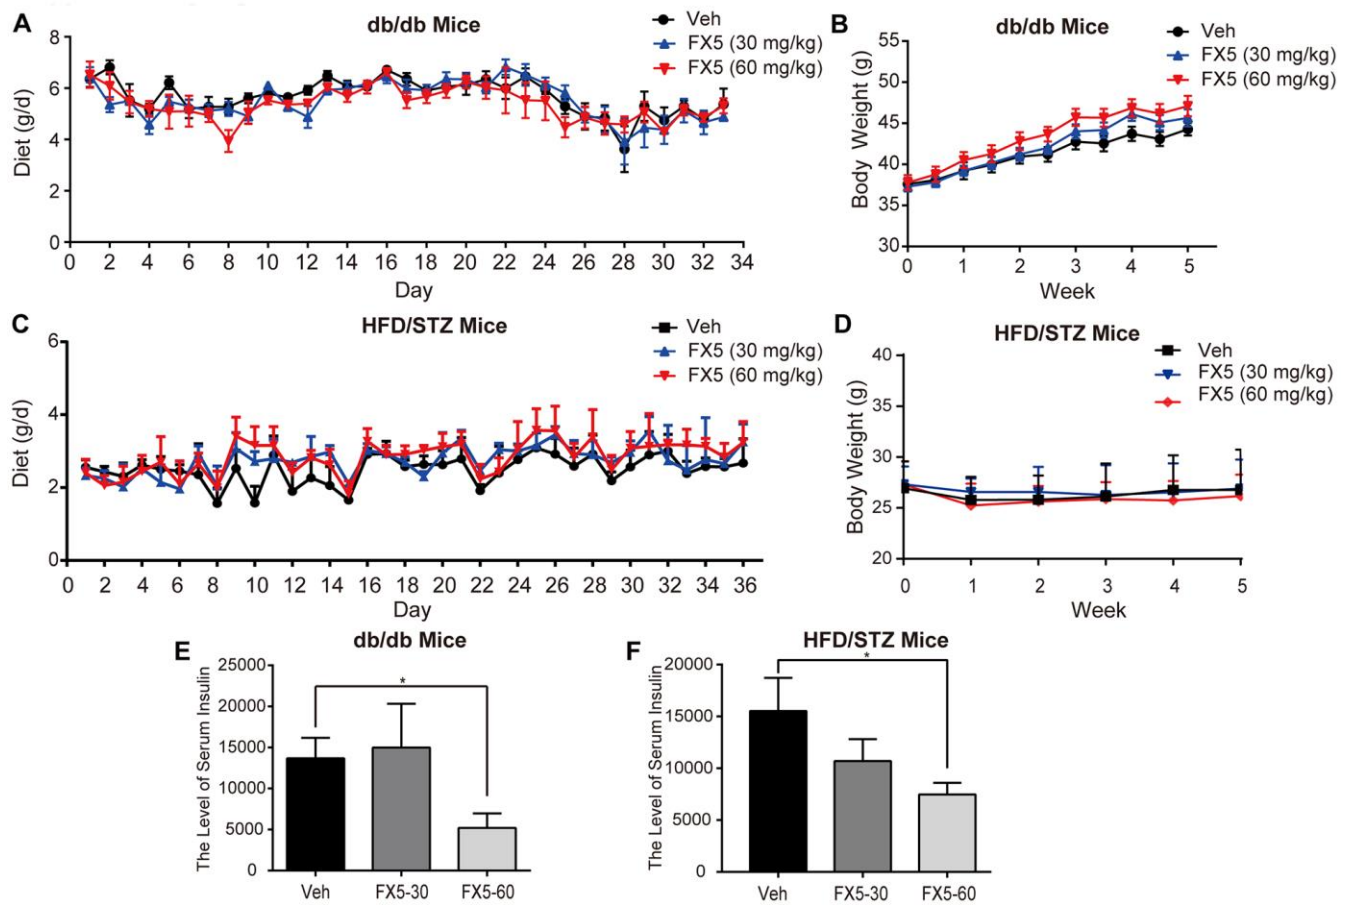 A
db/db Mice
Veh
FX5 (30 mg/kg)
FX5 (60 mg/kg)
Diet (g/d)
8
6
4
2
0
0 2 4 6 8 10 12 14 16 18 20 22 24 26 28 30 32 34
Day
B
db/db Mice
Veh
FX5 (30 mg/kg)
FX5 (60 mg/kg)
Body Weight (g)
55
50
45
40
35
30
0 1 2 3 4 5
Week
C
HFD/STZ Mice
Veh
FX5 (30 mg/kg)
FX5 (60 mg/kg)
Diet (g/d)
6
4
2
0
0 2 4 6 8 10 12 14 16 18 20 22 24 26 28 30 32 34 36
Day
D
HFD/STZ Mice
Veh
FX5 (30 mg/kg)
FX5 (60 mg/kg)
Body Weight (g)
40
35
30
25
20
0 1 2 3 4 5
Week
E
db/db Mice
The Level of Serum Insulin
25000
20000
15000
10000
5000
0
*
Veh FX5-30 FX5-60
F
HFD/STZ Mice
The Level of Serum Insulin
20000
15000
10000
5000
0
*
Veh FX5-30 FX5-60